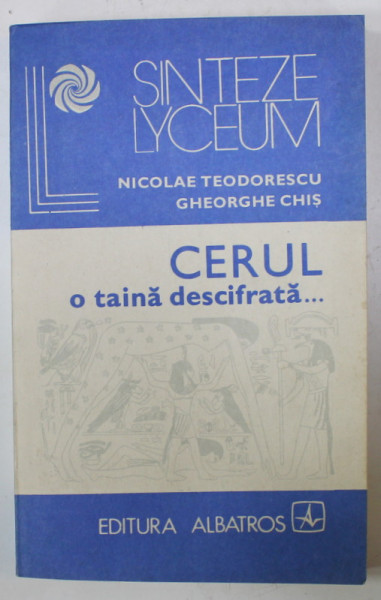 SINTEZE
LYCEUM
NICOLAE TEODORESCU
GHEORGHE CHIȘ
CERUL
o taină descifrată...
EDITURA ALBATROS